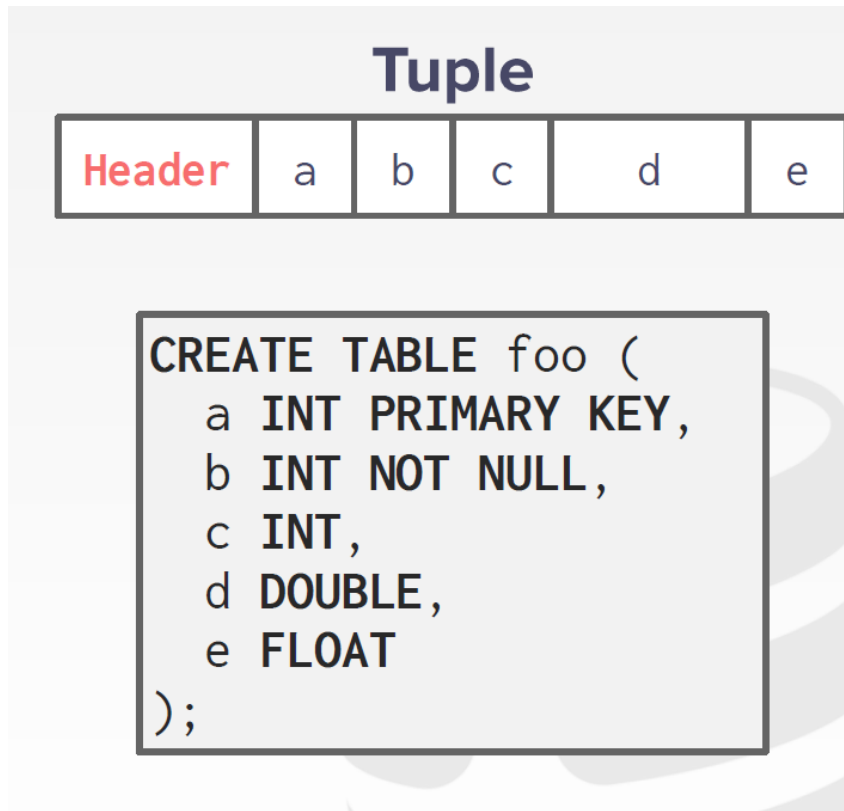 Tuple
Header a b c d e
CREATE TABLE foo (
  a INT PRIMARY KEY,
  b INT NOT NULL,
  c INT,
  d DOUBLE,
  e FLOAT
);